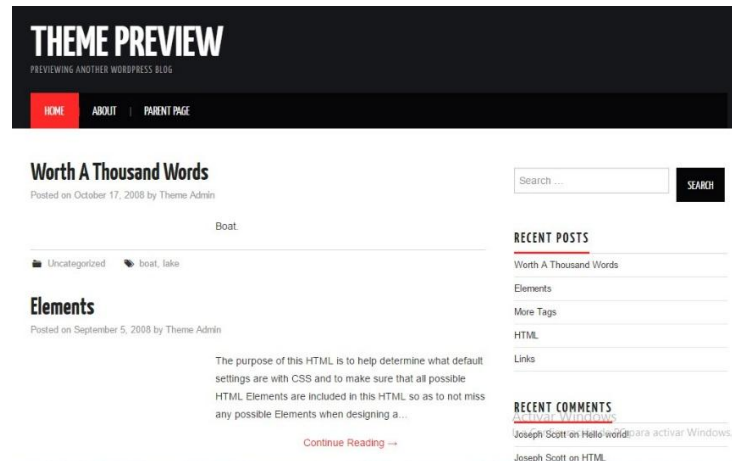 THEME PREVIEW
PREVIEWING ANOTHER WORDPRESS BLOG
HOME | ABOUT | PARENT PAGE
Worth A Thousand Words
Posted on October 17, 2008 by Theme Admin
Boat.
Uncategorized boat, lake
Elements
Posted on September 5, 2008 by Theme Admin
The purpose of this HTML is to help determine what default
settings are with CSS and to make sure that all possible
HTML Elements are included in this HTML so as to not miss
any possible Elements when designing a...
Continue Reading →
Search ...
SEARCH
RECENT POSTS
Worth A Thousand Words
Elements
More Tags
HTML
Links
RECENT COMMENTS
Activar Windows
para activar Windows.
Joseph Scott on Hello world!
Joseph Scott on HTML